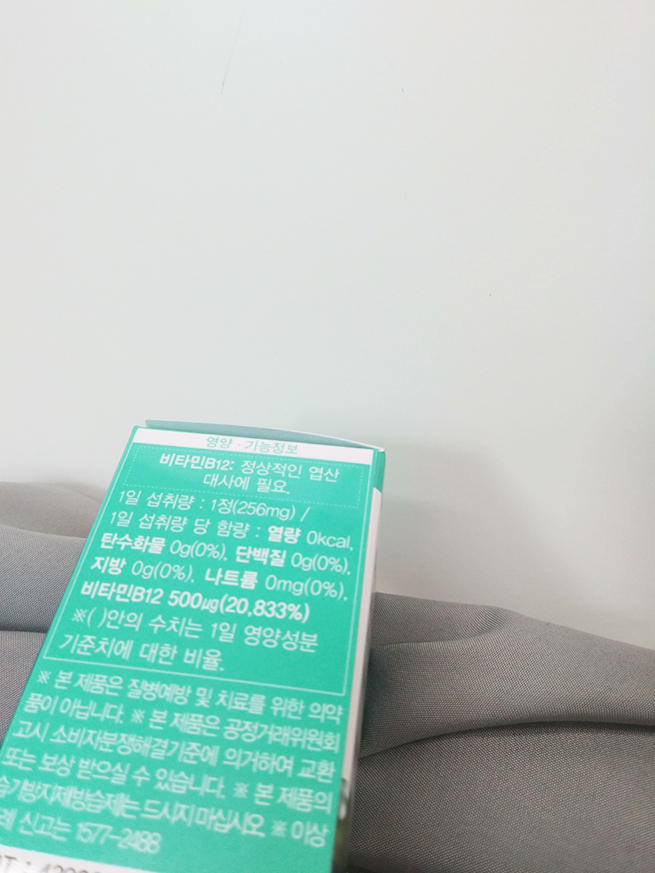 영양·기능정보
비타민B12: 정상적인 엽산
대사에 필요.
1일 섭취량 : 1정(256mg) /
1일 섭취량 당 함량 : 열량 0kcal,
탄수화물 0g(0%), 단백질 0g(0%),
지방 0g(0%), 나트륨 0mg(0%),
비타민B12 500㎍(20,833%)
※( )안의 수치는 1일 영양성분
기준치에 대한 비율.
※ 본 제품은 질병예방 및 치료를 위한 의약
품이 아닙니다. ※ 본 제품은 공정거래위원회
고시 소비자분쟁해결기준에 의거하여 교환
또는 보상 받으실 수 있습니다. ※ 본 제품의
습기방지제(방습제)는 드시지 마십시오. ※ 이상
사례 신고는 1577-2488